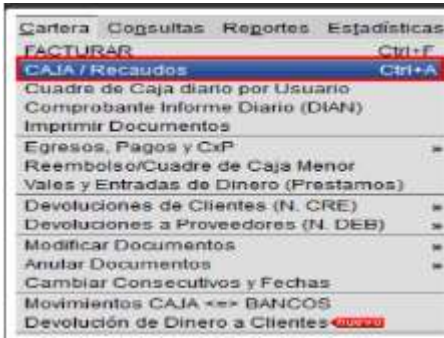 Cartera Consultas Reportes Estadísticas
FACTURAR Ctrl+F
CAJA / Recaudos Ctrl+A
Cuadre de Caja diario por Usuario
Comprobante Informe Diario (DIAN)
Imprimir Documentos
Egresos, Pagos y CxP
Reembolso/Cuadre de Caja Menor
Vales y Entradas de Dinero (Prestamos)
Devoluciones de Clientes (N. CRE)
Devoluciones a Proveedores (N. DEB)
Modificar Documentos
Anular Documentos
Cambiar Consecutivos y Fechas
Movimientos CAJA <=> BANCOS
Devolución de Dinero a Clientes nuevo